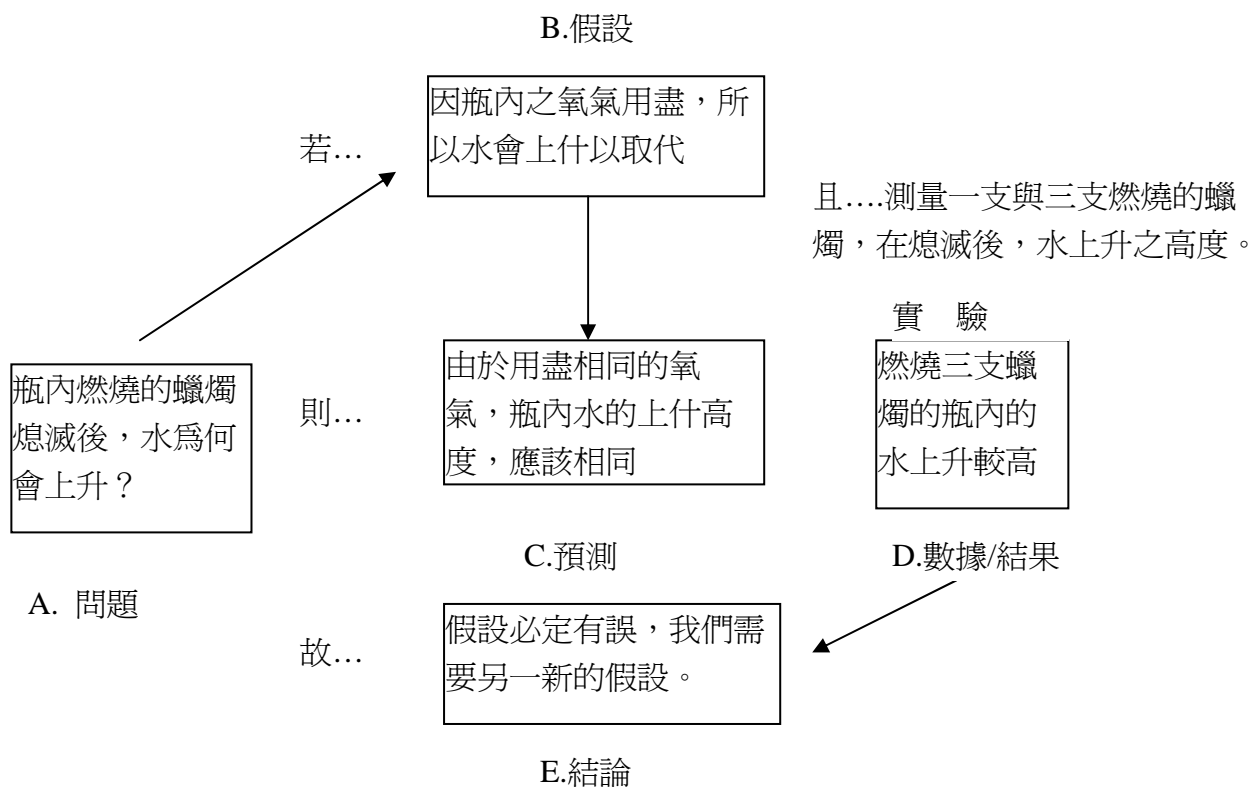 B.假設
因瓶內之氧氣用盡，所
以水會上什以取代
若…
且….測量一支與三支燃燒的蠟
燭，在熄滅後，水上升之高度。
實 驗
瓶內燃燒的蠟燭
熄滅後，水爲何
會上升？
A. 問題
則…
由於用盡相同的氧
氣，瓶內水的上什高
度，應該相同
C.預測
燃燒三支蠟
燭的瓶內的
水上升較高
D.數據/結果
故…
假設必定有誤，我們需
要另一新的假設。
E.結論